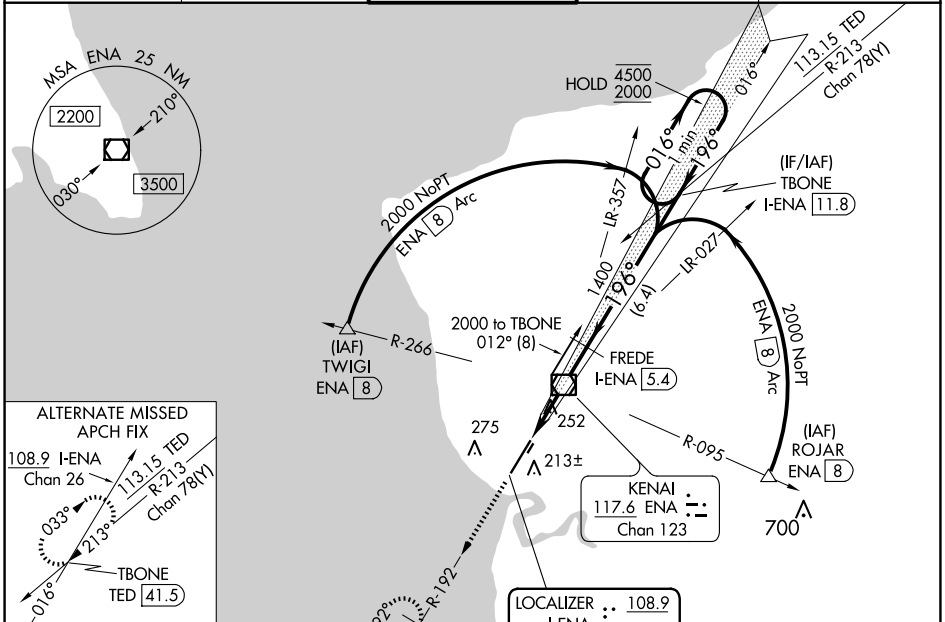 MSA ENA 25 NM
2200
210°
030°
3500
HOLD 4500
2000
016°
1 min
196°
016°
113.15 TED
R-213
Chan 78(Y)
(IF/IAF)
TBONE
I-ENA 11.8
2000 NoPT
ENA 8 Arc
LR-357
LR-027
1400
196°
(6.4)
2000 to TBONE
012° (8)
FREDE
I-ENA 5.4
R-266
(IAF)
TWIGI
ENA 8
2000 NoPT
ENA 8 Arc
R-095
(IAF)
ROJAR
ENA 8
700
252
275
213±
KENAI
117.6 ENA
Chan 123
ALTERNATE MISSED
APCH FIX
108.9 I-ENA
Chan 26
113.15 TED
R-213
Chan 78(Y)
033°
213°
016°
TBONE
TED 41.5
R-192
LOCALIZER 108.9
I-ENA